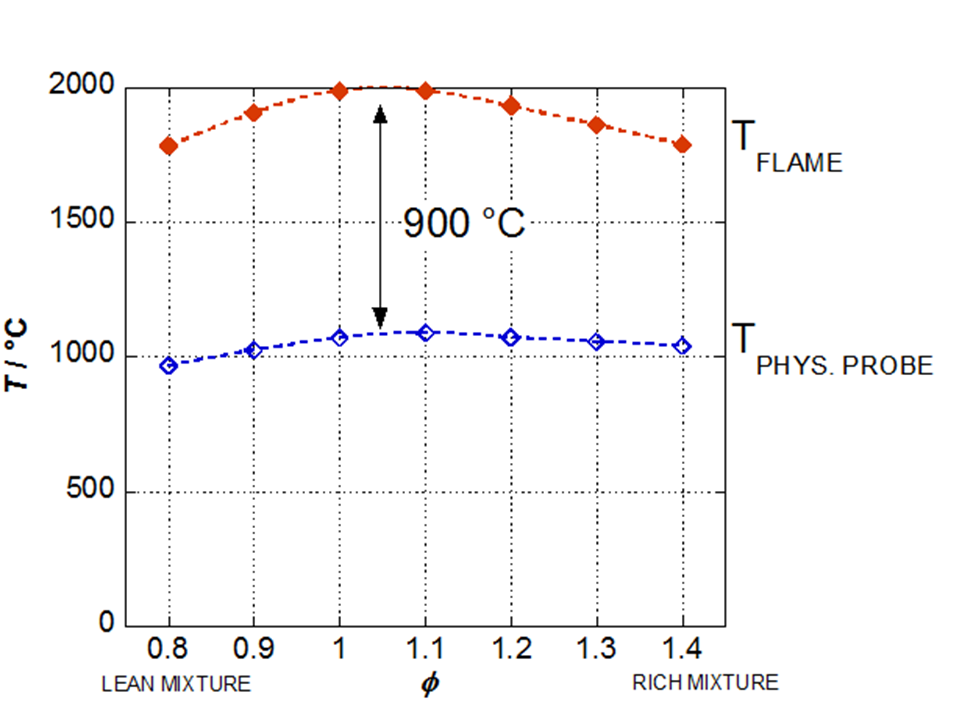 2000
1500
1000
500
0
T / °C
900 °C
T FLAME
T PHYS. PROBE
0.8 0.9 1 1.1 1.2 1.3 1.4
LEAN MIXTURE ϕ RICH MIXTURE